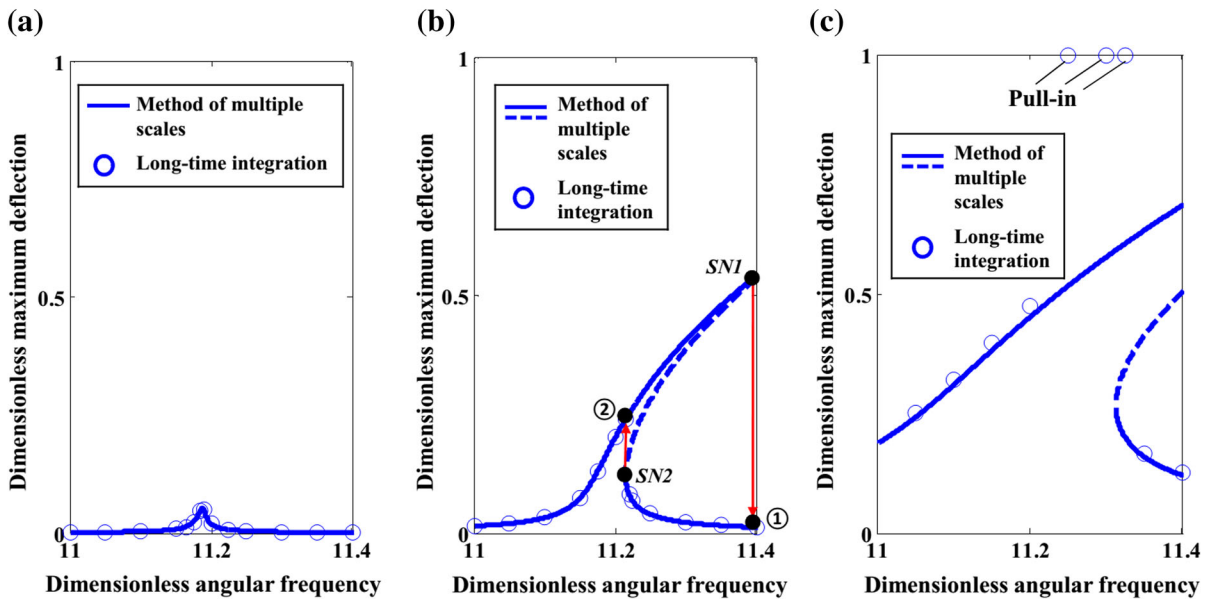 (a)
1
Dimensionless maximum deflection
Method of multiple
scales
Long-time integration
0.5
0
11
11.2
11.4
Dimensionless angular frequency
(b)
1
Dimensionless maximum deflection
Method of
multiple
scales
Long-time
integration
SN1
0.5
②
SN2
①
0
11
11.2
11.4
Dimensionless angular frequency
(c)
1
Pull-in
Dimensionless maximum deflection
Method of
multiple
scales
Long-time
integration
0.5
0
11
11.2
11.4
Dimensionless angular frequency